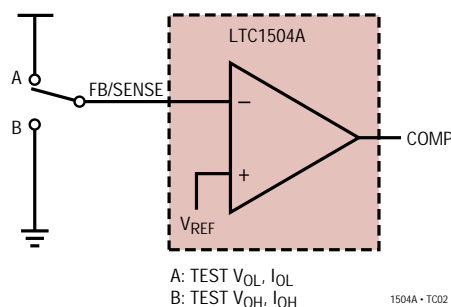 LTC1504A
A
FB/SENSE
B
−
+
COMP
VREF
A: TEST VOL, IOL
B: TEST VOH, IOH
1504A • TC02